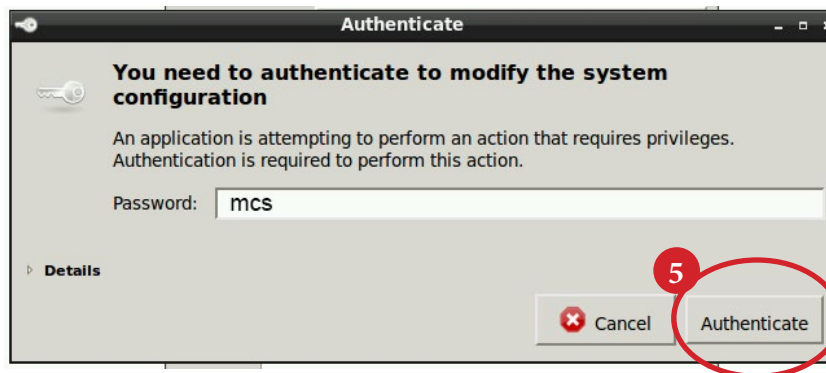 Authenticate
You need to authenticate to modify the system
configuration
An application is attempting to perform an action that requires privileges.
Authentication is required to perform this action.
Password: mcs
Details
5
Cancel Authenticate